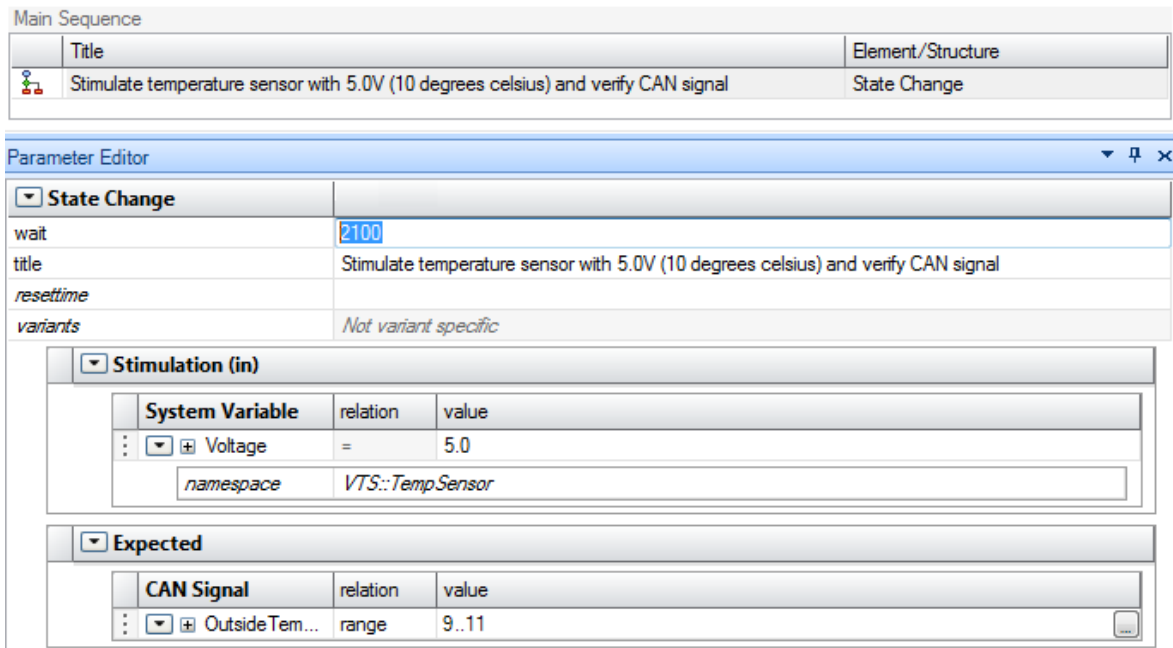 Main Sequence
Title Element/Structure
Stimulate temperature sensor with 5.0V (10 degrees celsius) and verify CAN signal State Change
Parameter Editor
State Change
wait 2100
title Stimulate temperature sensor with 5.0V (10 degrees celsius) and verify CAN signal
resettime
variants Not variant specific
Stimulation (in)
System Variable relation value
Voltage = 5.0
namespace VTS::TempSensor
Expected
CAN Signal relation value
OutsideTem... range 9..11 ...